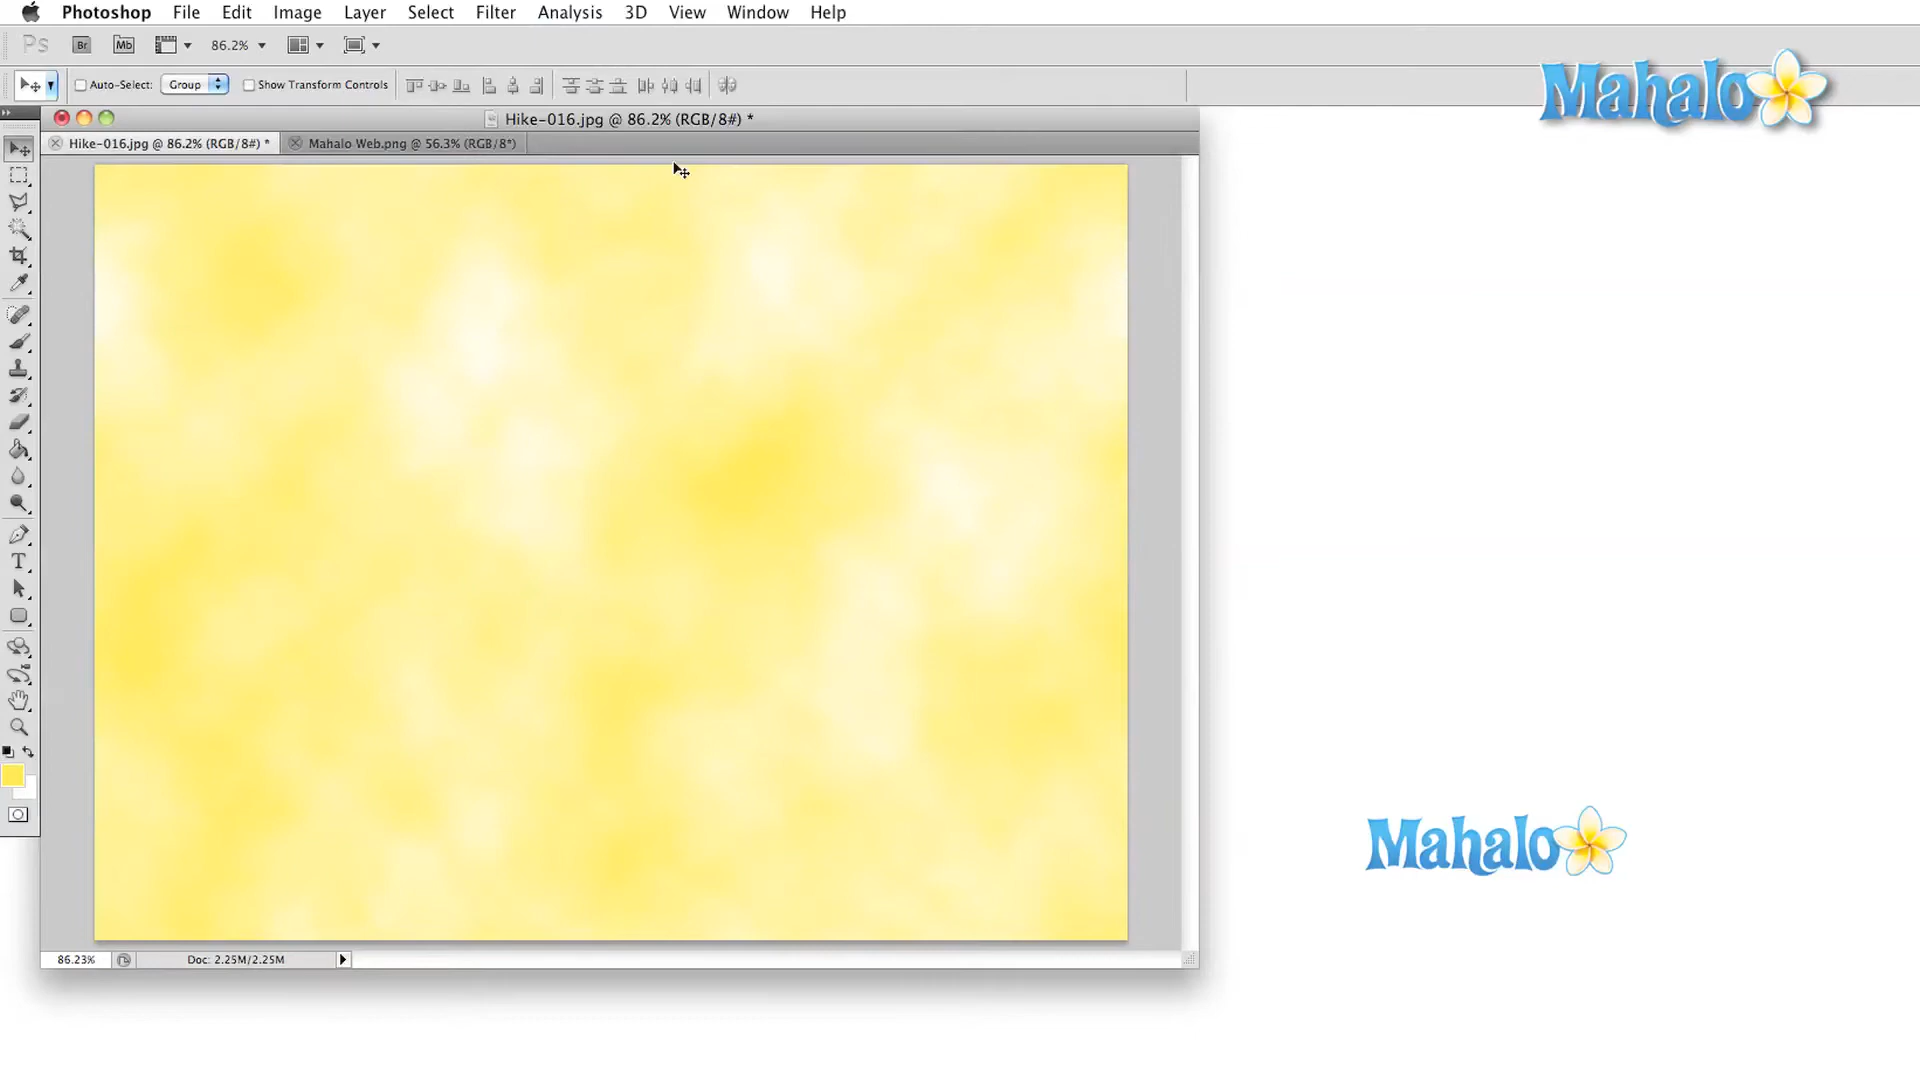 Photoshop File Edit Image Layer Select Filter Analysis 3D View Window Help
Ps Br Mb 86.2%
Auto-Select: Group Show Transform Controls
Mahalo
Hike-016.jpg @ 86.2% (RGB/8#) *
Hike-016.jpg @ 86.2% (RGB/8#) * Mahalo Web.png @ 56.3% (RGB/8*)
T
Mahalo
86.23% Doc: 2.25M/2.25M